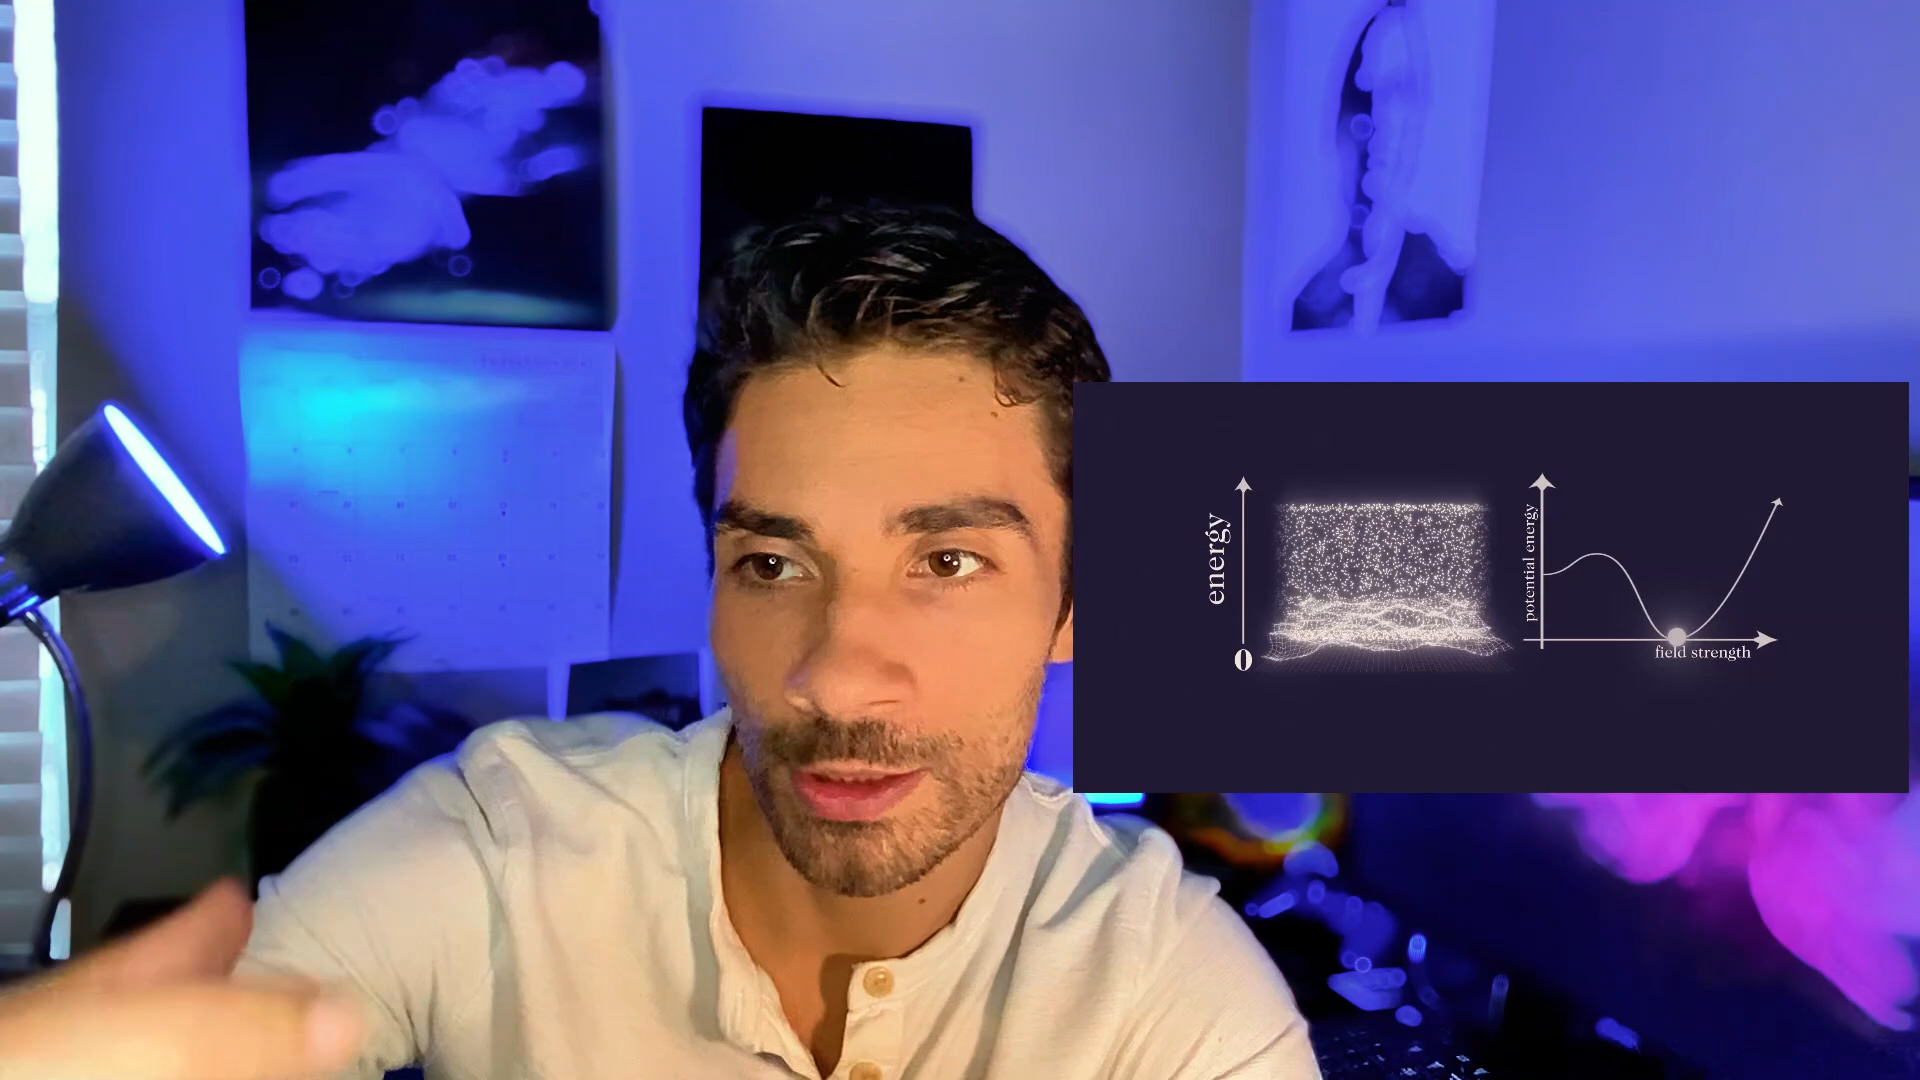 energy
0
potential energy
field strength